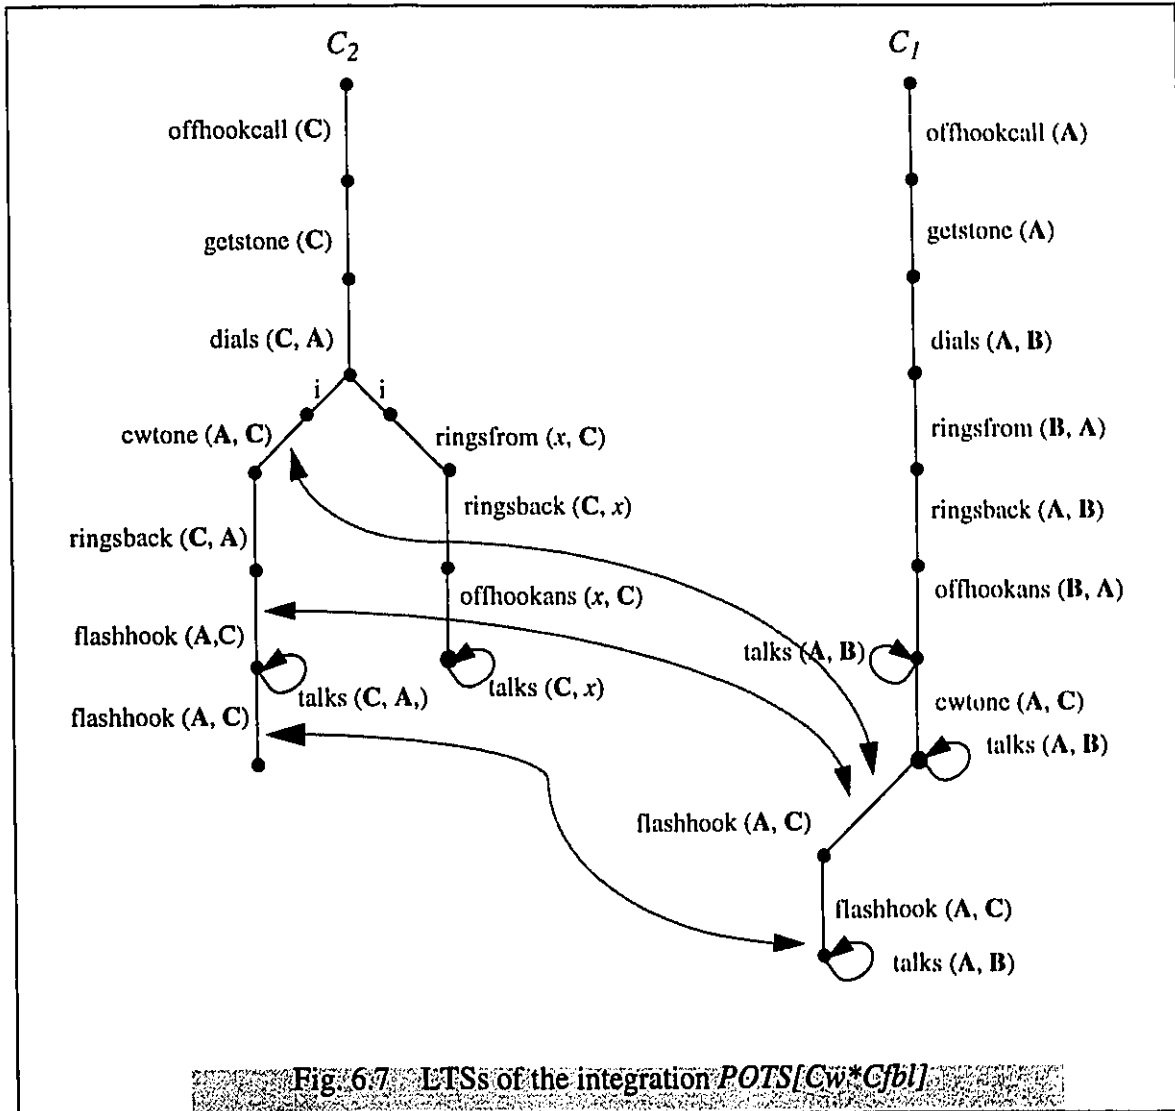 C2
C1
offhookcall (C)
offhookcall (A)
getstone (C)
getstone (A)
dials (C, A)
dials (A, B)
i
i
cwtone (A, C)
ringsfrom (x, C)
ringsfrom (B, A)
ringsback (C, x)
ringsback (A, B)
ringsback (C, A)
offhookans (x, C)
offhookans (B, A)
flashhook (A,C)
talks (A, B)
talks (C, A,)
talks (C, x)
cwtone (A, C)
flashhook (A, C)
talks (A, B)
flashhook (A, C)
flashhook (A, C)
talks (A, B)
Fig. 6.7 LTSs of the integration POTS[Cw*Cfbl]